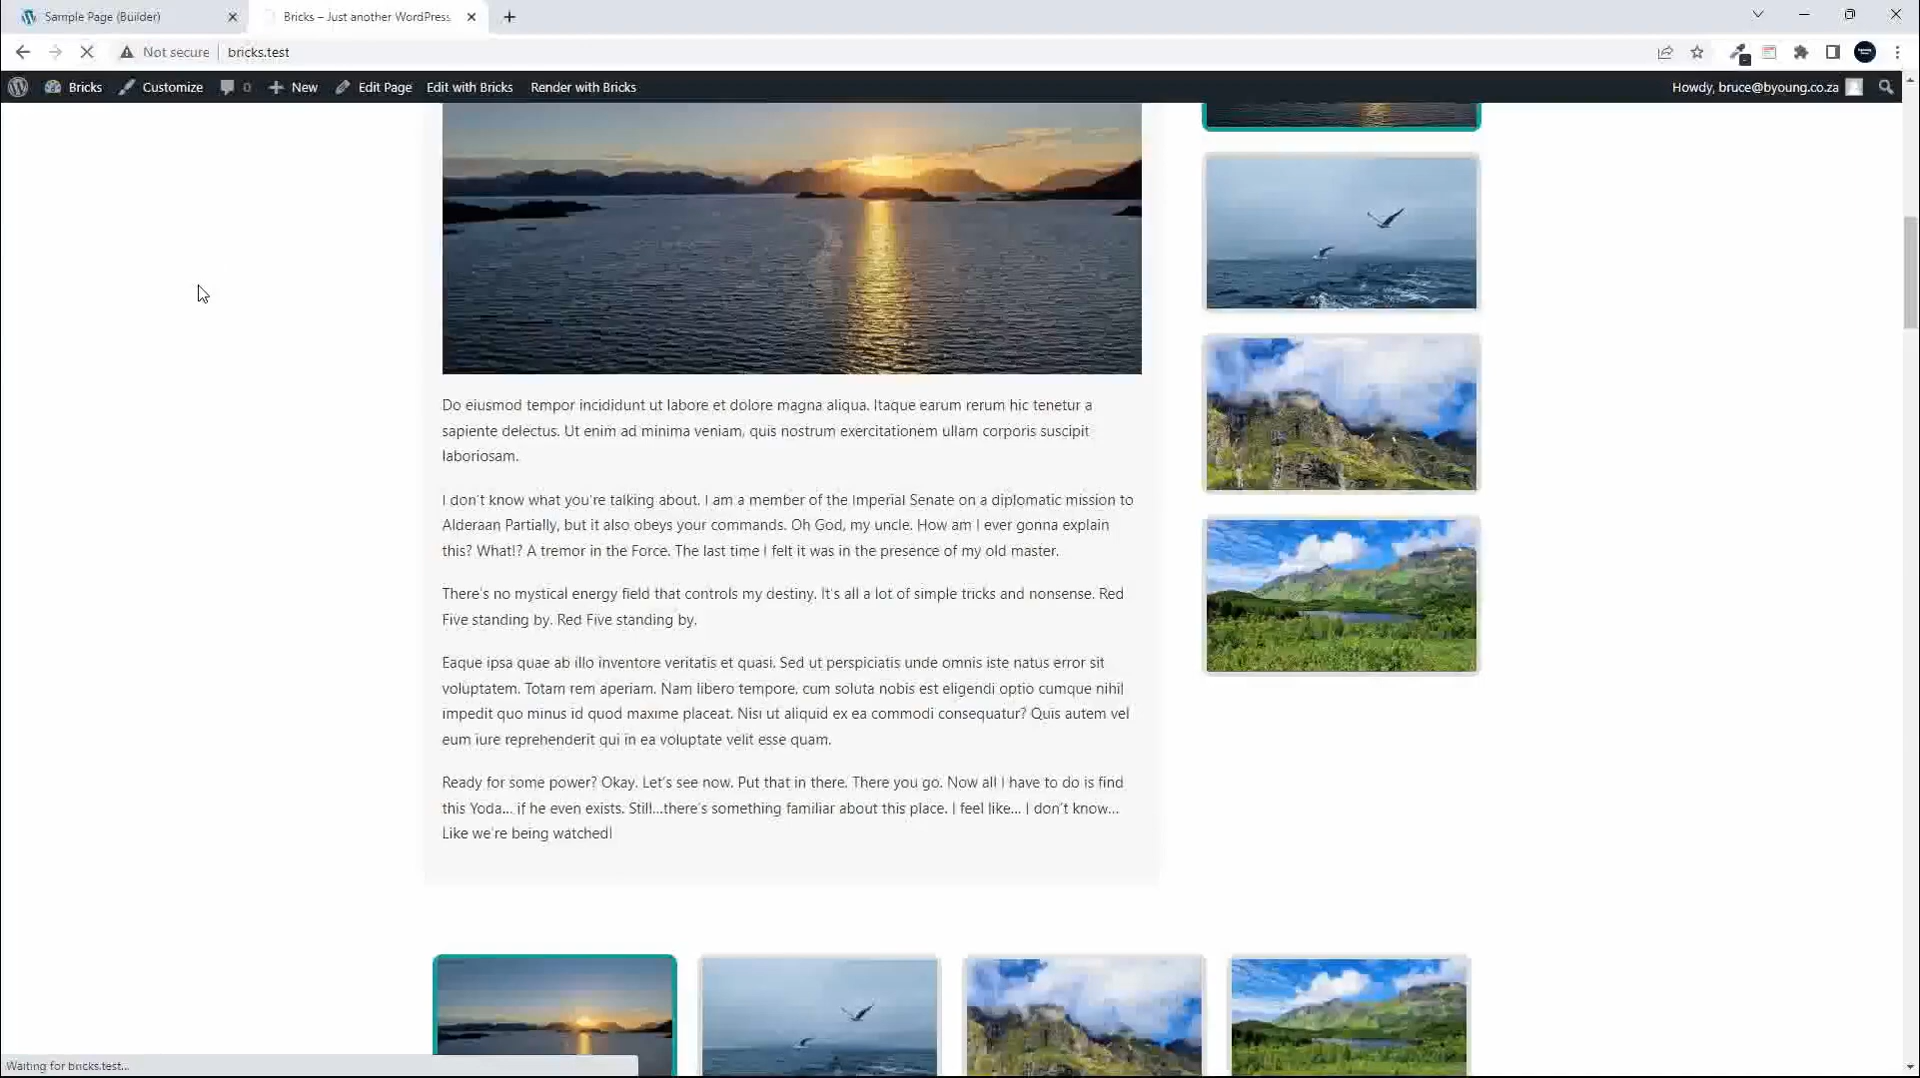 Sample Page (Builder)
Bricks – Just another WordPress
Not secure
bricks.test
Bricks
Customize
0
New
Edit Page
Edit with Bricks
Render with Bricks
Howdy, bruce@byoung.co.za
Do eiusmod tempor incididunt ut labore et dolore magna aliqua. Itaque earum rerum hic tenetur a
sapiente delectus. Ut enim ad minima veniam, quis nostrum exercitationem ullam corporis suscipit
laboriosam.
I don't know what you're talking about. I am a member of the Imperial Senate on a diplomatic mission to
Alderaan Partially, but it also obeys your commands. Oh God, my uncle. How am I ever gonna explain
this? What!? A tremor in the Force. The last time I felt it was in the presence of my old master.
There's no mystical energy field that controls my destiny. It's all a lot of simple tricks and nonsense. Red
Five standing by. Red Five standing by.
Eaque ipsa quae ab illo inventore veritatis et quasi. Sed ut perspiciatis unde omnis iste natus error sit
voluptatem. Totam rem aperiam. Nam libero tempore, cum soluta nobis est eligendi optio cumque nihil
impedit quo minus id quod maxime placeat. Nisi ut aliquid ex ea commodi consequatur? Quis autem vel
eum iure reprehenderit qui in ea voluptate velit esse quam.
Ready for some power? Okay. Let's see now. Put that in there. There you go. Now all I have to do is find
this Yoda... if he even exists. Still...there's something familiar about this place. I feel like... I don't know...
Like we're being watched!
Waiting for bricks.test...